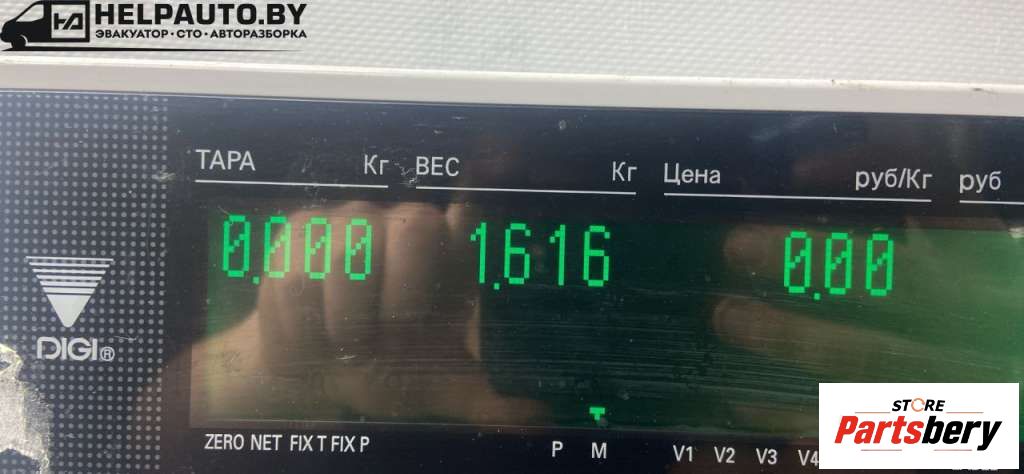 HELPAUTO.BY
ЭВАКУАТОР · СТО · АВТОРАЗБОРКА
ТАРА Кг ВЕС Кг Цена руб/Кг руб
0.000 1.616 0.00
DIGI®
ZERO NET FIX T FIX P P M V1 V2 V3 V4
STORE
Partsbery